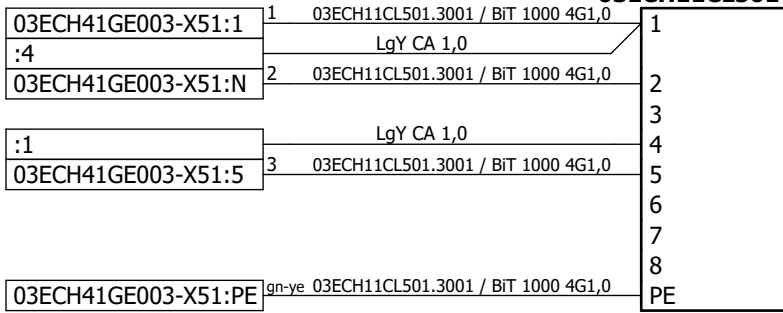 03ECH41GE003-X51:1 1 03ECH11CL501.3001 / BiT 1000 4G1,0 1
:4 LgY CA 1,0
03ECH41GE003-X51:N 2 03ECH11CL501.3001 / BiT 1000 4G1,0 2
3
:1 LgY CA 1,0 4
03ECH41GE003-X51:5 3 03ECH11CL501.3001 / BiT 1000 4G1,0 5
6
7
8
03ECH41GE003-X51:PE gn-ye 03ECH11CL501.3001 / BiT 1000 4G1,0 PE